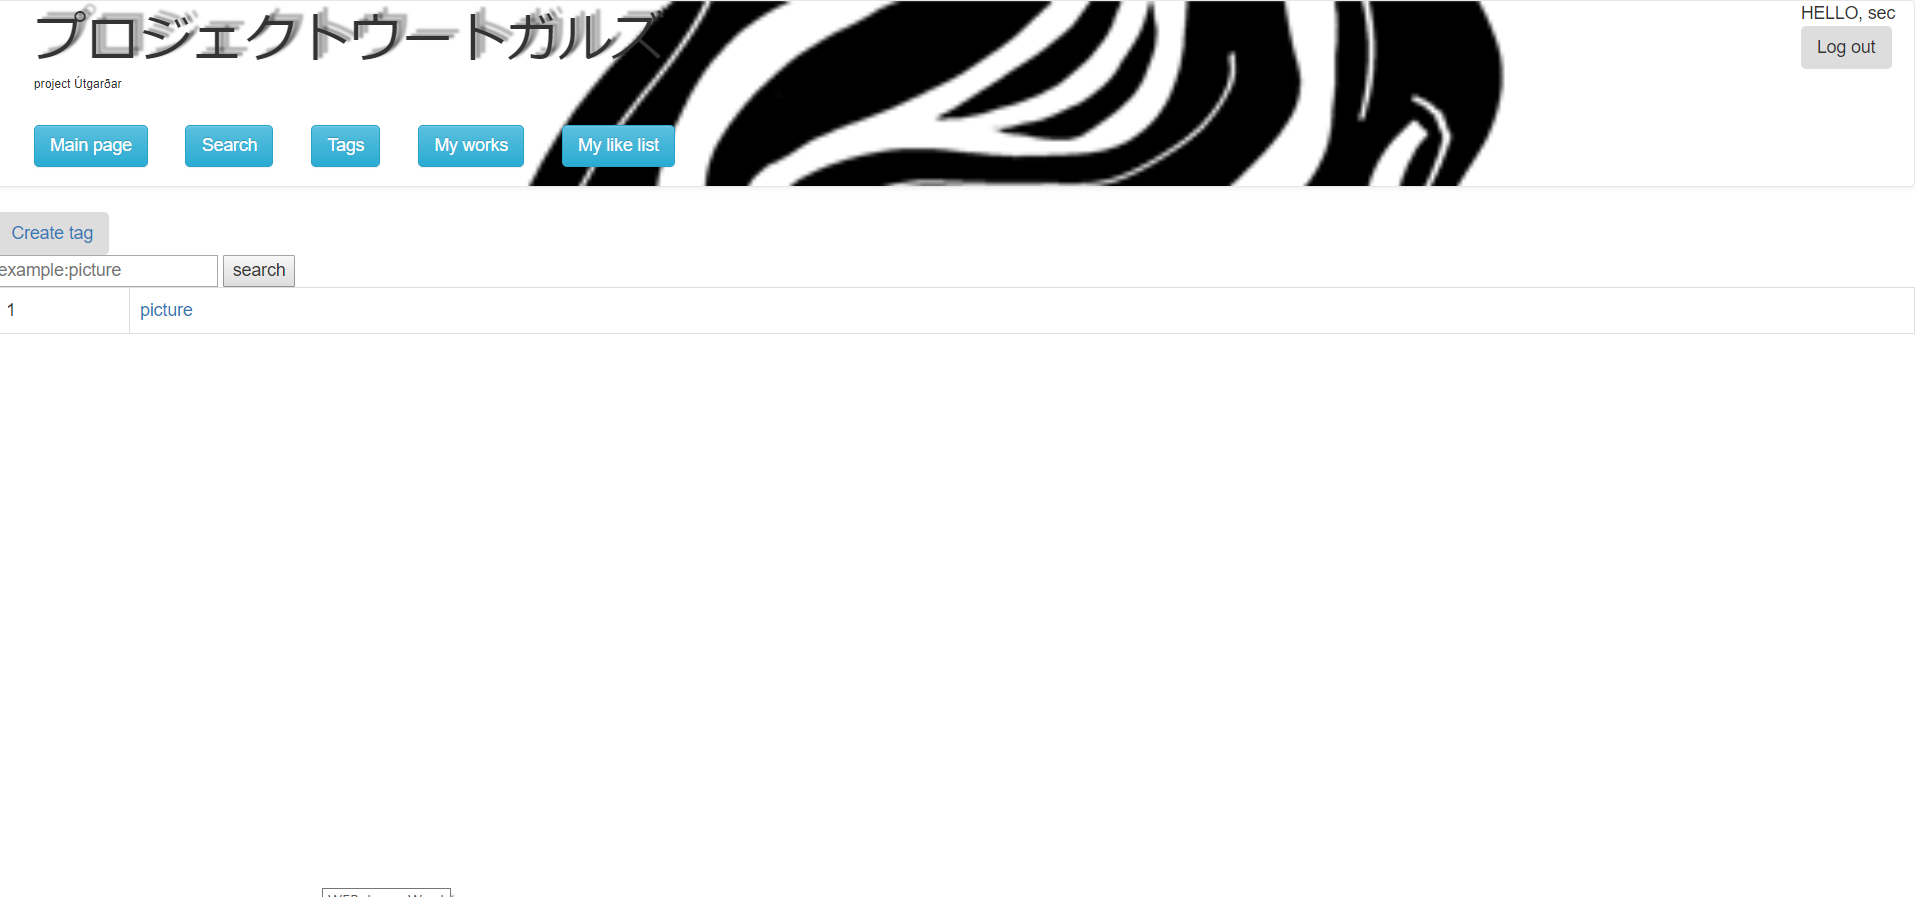 プロジェクトウートガルズ
HELLO, sec
Log out
project Útgarðar
Main page
Search
Tags
My works
My like list
Create tag
example:picture
search
1
picture